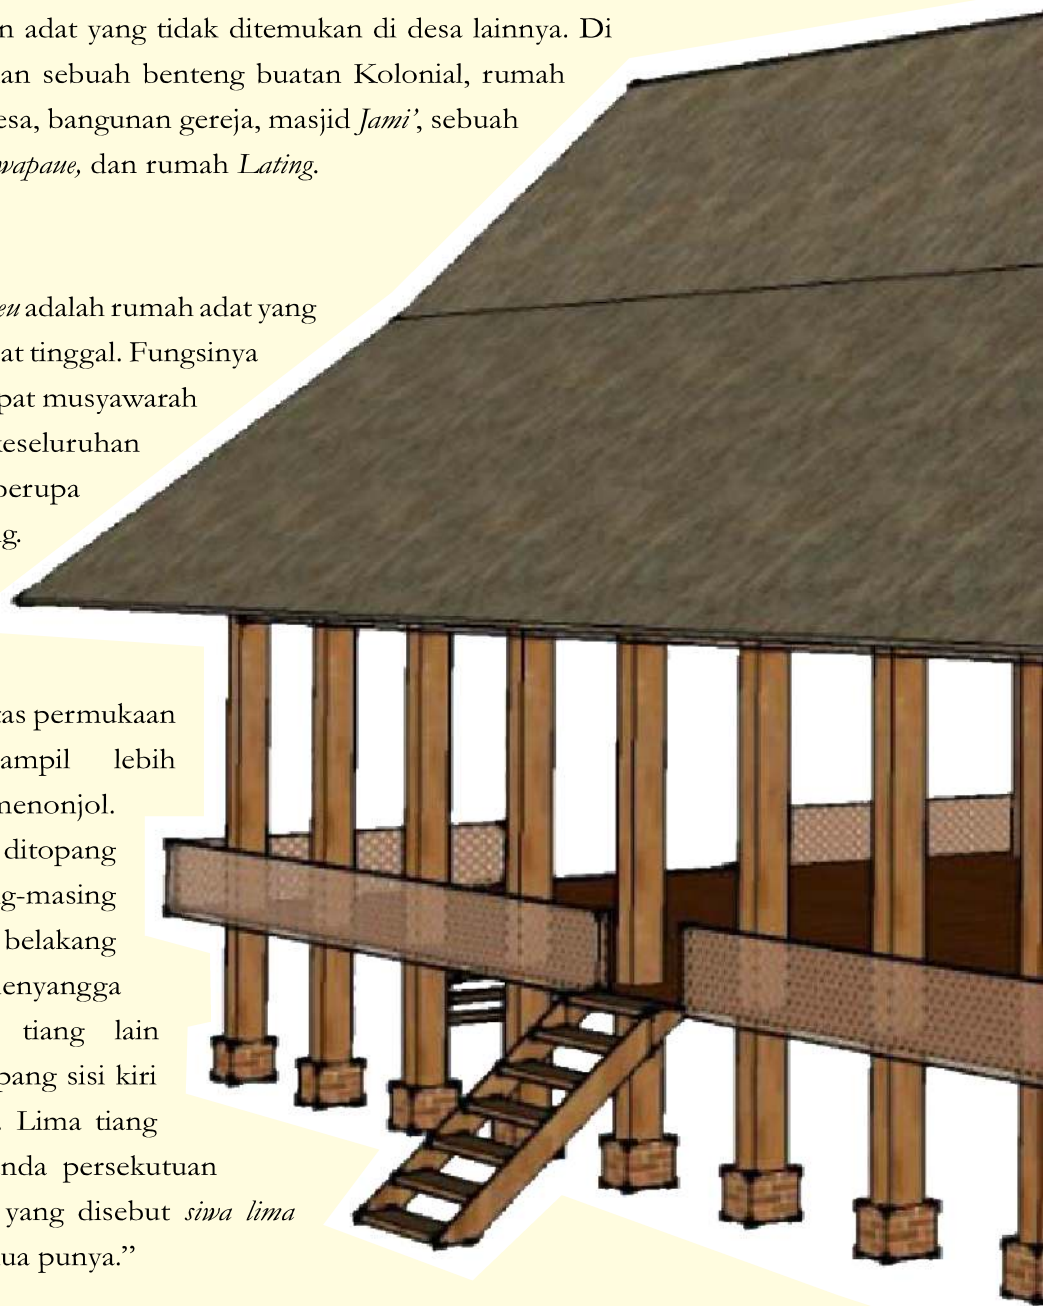 n adat yang tidak ditemukan di desa lainnya. Di
an sebuah benteng buatan Kolonial, rumah
esa, bangunan gereja, masjid Jami’, sebuah
wapaue, dan rumah Lating.
eu adalah rumah adat yang
at tinggal. Fungsinya
pat musyawarah
keseluruhan
berupa
g.
tas permukaan
ampil lebih
menonjol.
ditopang
g-masing
belakang
enyangga
tiang lain
pang sisi kiri
. Lima tiang
nda persekutuan
yang disebut siwa lima
ua punya.”